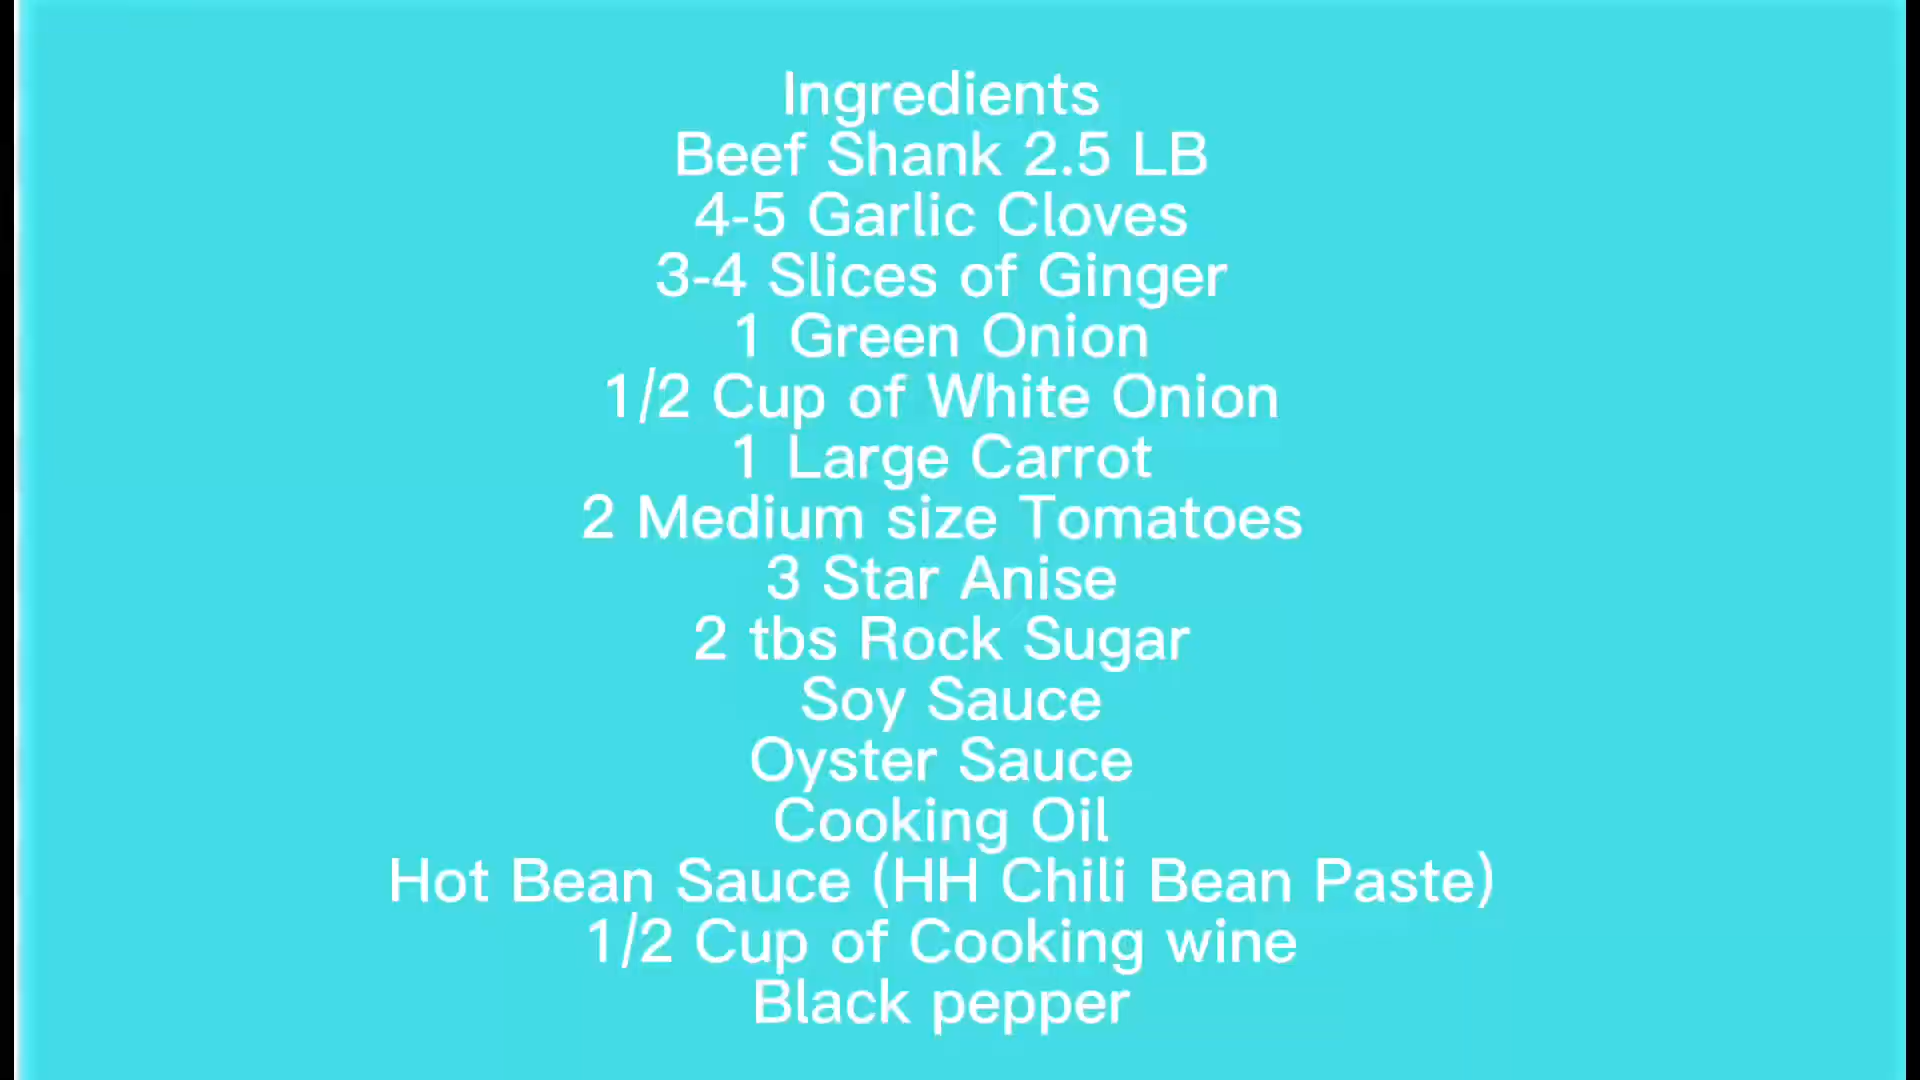 Ingredients
Beef Shank 2.5 LB
4-5 Garlic Cloves
3-4 Slices of Ginger
1 Green Onion
1/2 Cup of White Onion
1 Large Carrot
2 Medium size Tomatoes
3 Star Anise
2 tbs Rock Sugar
Soy Sauce
Oyster Sauce
Cooking Oil
Hot Bean Sauce (HH Chili Bean Paste)
1/2 Cup of Cooking wine
Black pepper